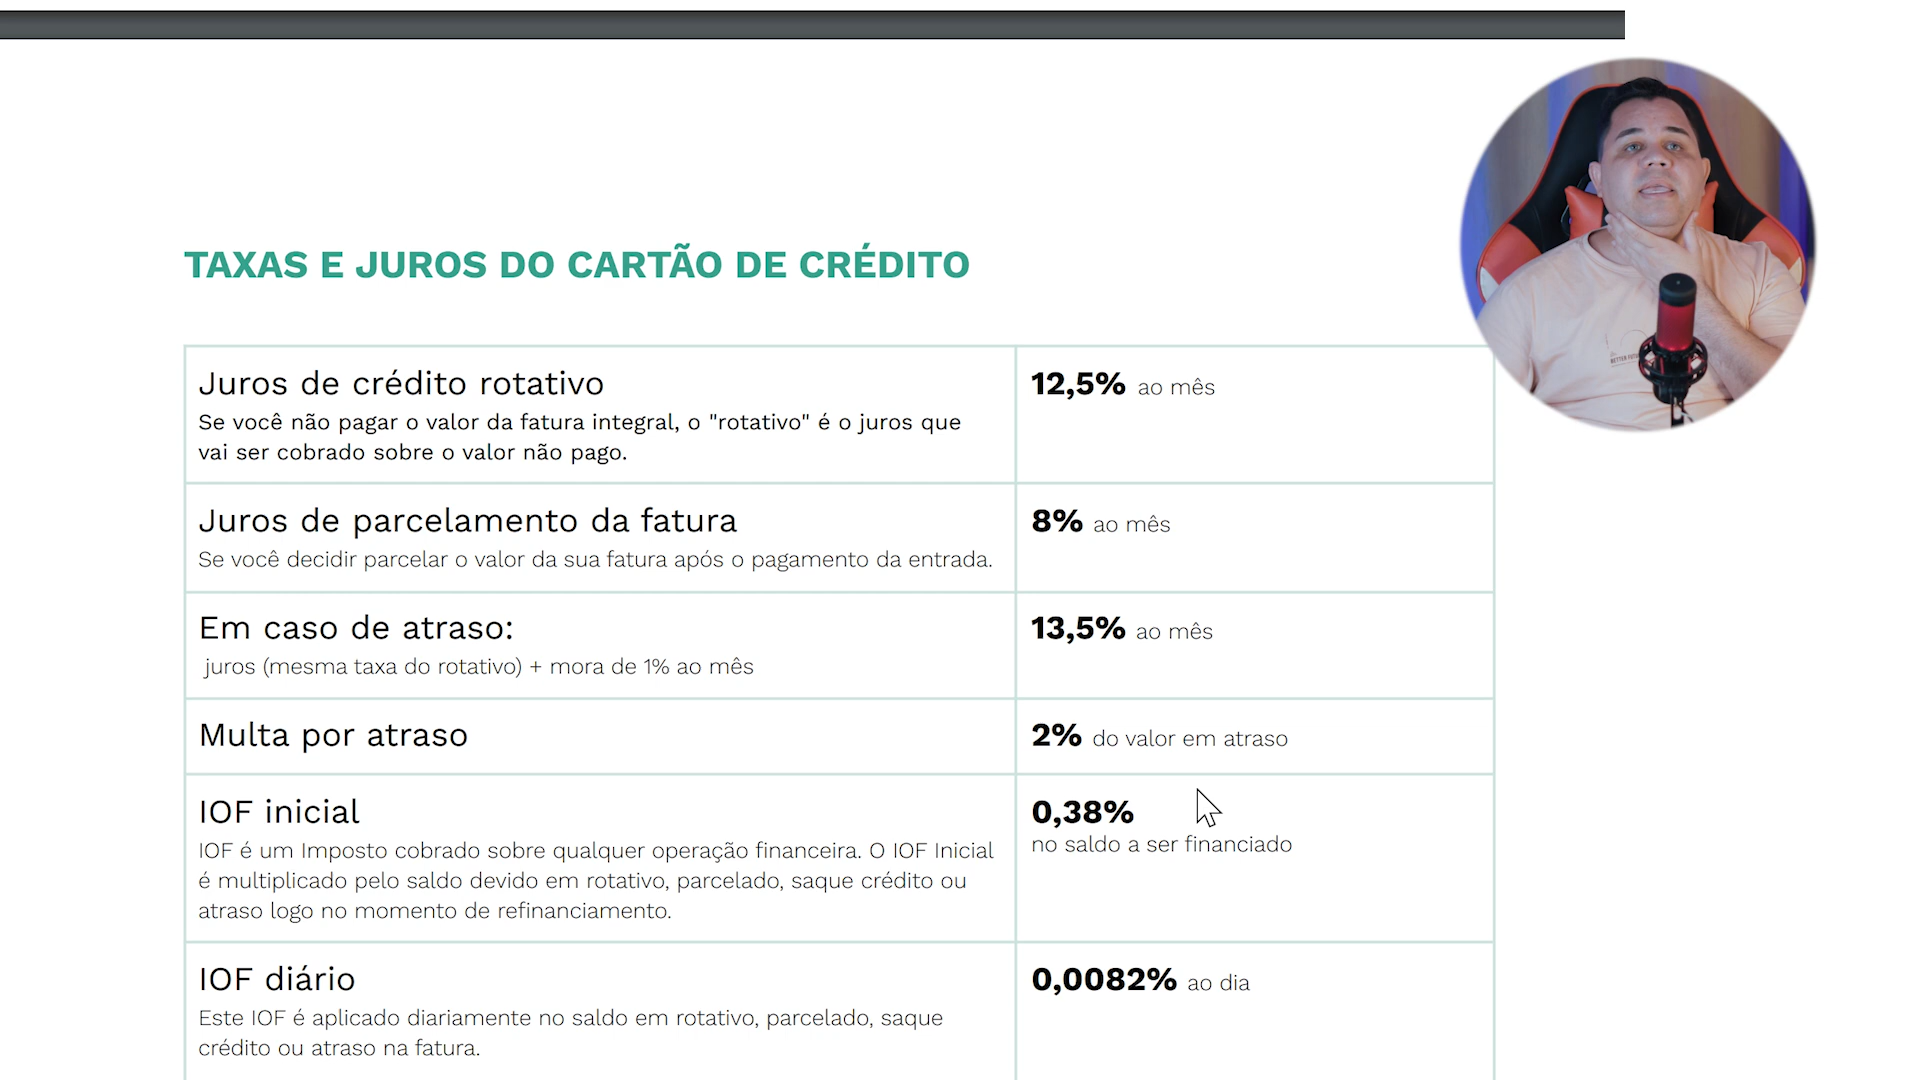 TAXAS E JUROS DO CARTÃO DE CRÉDITO
Juros de crédito rotativo
12,5% ao mês
Se você não pagar o valor da fatura integral, o "rotativo" é o juros que
vai ser cobrado sobre o valor não pago.
Juros de parcelamento da fatura
8% ao mês
Se você decidir parcelar o valor da sua fatura após o pagamento da entrada.
Em caso de atraso:
13,5% ao mês
juros (mesma taxa do rotativo) + mora de 1% ao mês
Multa por atraso
2% do valor em atraso
IOF inicial
0,38%
no saldo a ser financiado
IOF é um Imposto cobrado sobre qualquer operação financeira. O IOF Inicial
é multiplicado pelo saldo devido em rotativo, parcelado, saque crédito ou
atraso logo no momento de refinanciamento.
IOF diário
0,0082% ao dia
Este IOF é aplicado diariamente no saldo em rotativo, parcelado, saque
crédito ou atraso na fatura.